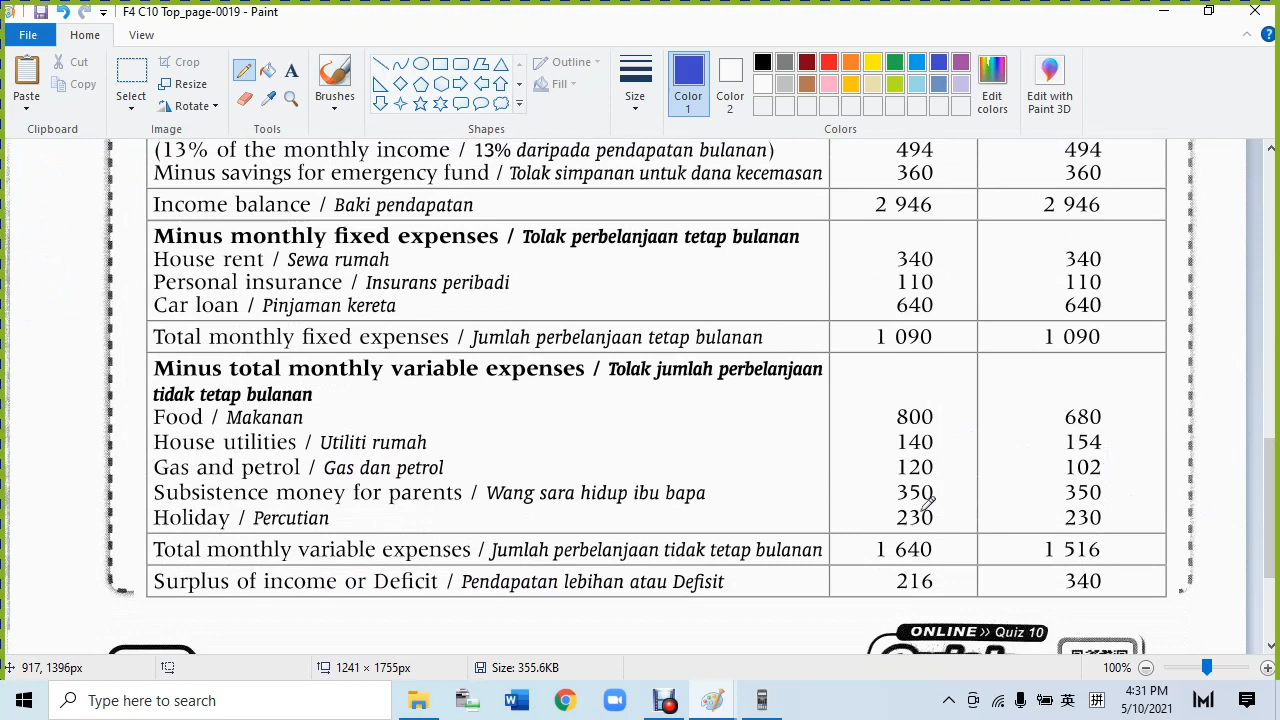 F4 C10 Top_page-0019 - Paint
File Home View
Paste Cut Copy Clipboard
Select Crop Resize Rotate Image
A Tools
Brushes
Outline Fill Shapes
Size
Color 1 Color 2 Edit colors Colors
Edit with Paint 3D
(13% of the monthly income / 13% daripada pendapatan bulanan) 494 494
Minus savings for emergency fund / Tolak simpanan untuk dana kecemasan 360 360
Income balance / Baki pendapatan 2 946 2 946
Minus monthly fixed expenses / Tolak perbelanjaan tetap bulanan
House rent / Sewa rumah 340 340
Personal insurance / Insurans peribadi 110 110
Car loan / Pinjaman kereta 640 640
Total monthly fixed expenses / Jumlah perbelanjaan tetap bulanan 1 090 1 090
Minus total monthly variable expenses / Tolak jumlah perbelanjaan
tidak tetap bulanan
Food / Makanan 800 680
House utilities / Utiliti rumah 140 154
Gas and petrol / Gas dan petrol 120 102
Subsistence money for parents / Wang sara hidup ibu bapa 350 350
Holiday / Percutian 230 230
Total monthly variable expenses / Jumlah perbelanjaan tidak tetap bulanan 1 640 1 516
Surplus of income or Deficit / Pendapatan lebihan atau Defisit 216 340
ONLINE >> Quiz 10
917, 1396px 1241 × 1755px Size: 355.6KB 100%
Type here to search
英 拼 4:31 PM
5/10/2021